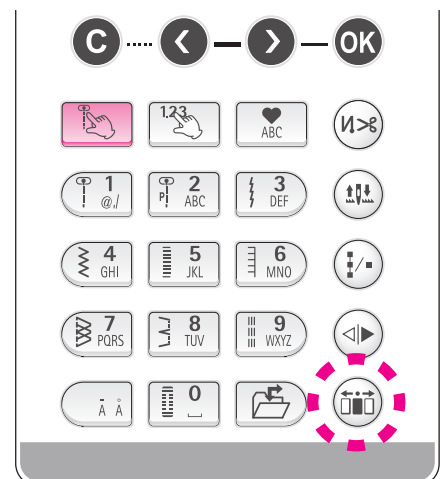 C OK
1.2.3
ABC
1 2 3
@./ P ABC DEF
4 5 6
GHI JKL MNO
7 8 9
PQRS TUV WXYZ
0
Ā Å